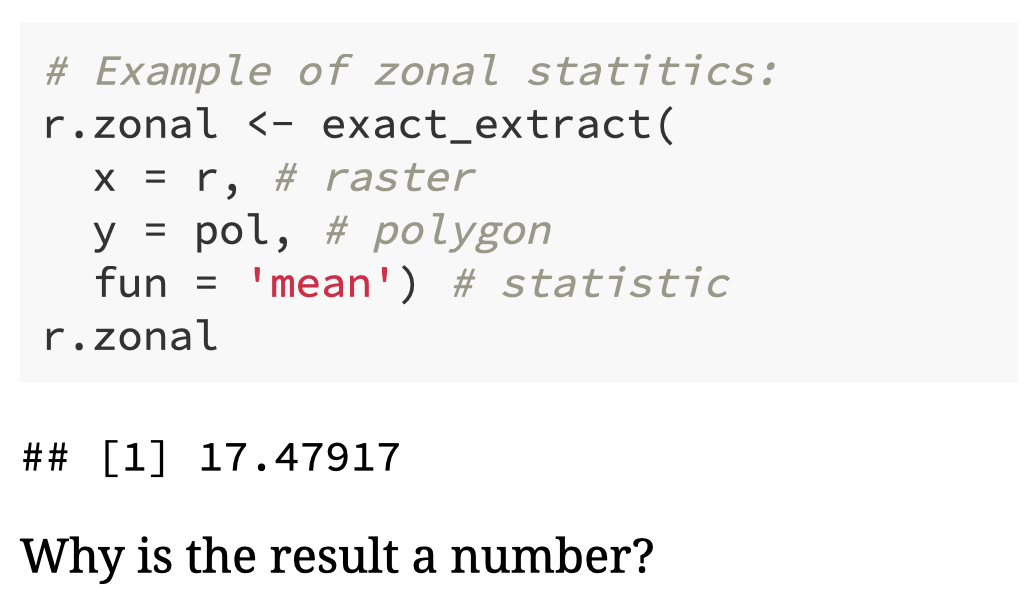 # Example of zonal statitics:
r.zonal <- exact_extract(
  x = r, # raster
  y = pol, # polygon
  fun = 'mean') # statistic
r.zonal
## [1] 17.47917
Why is the result a number?